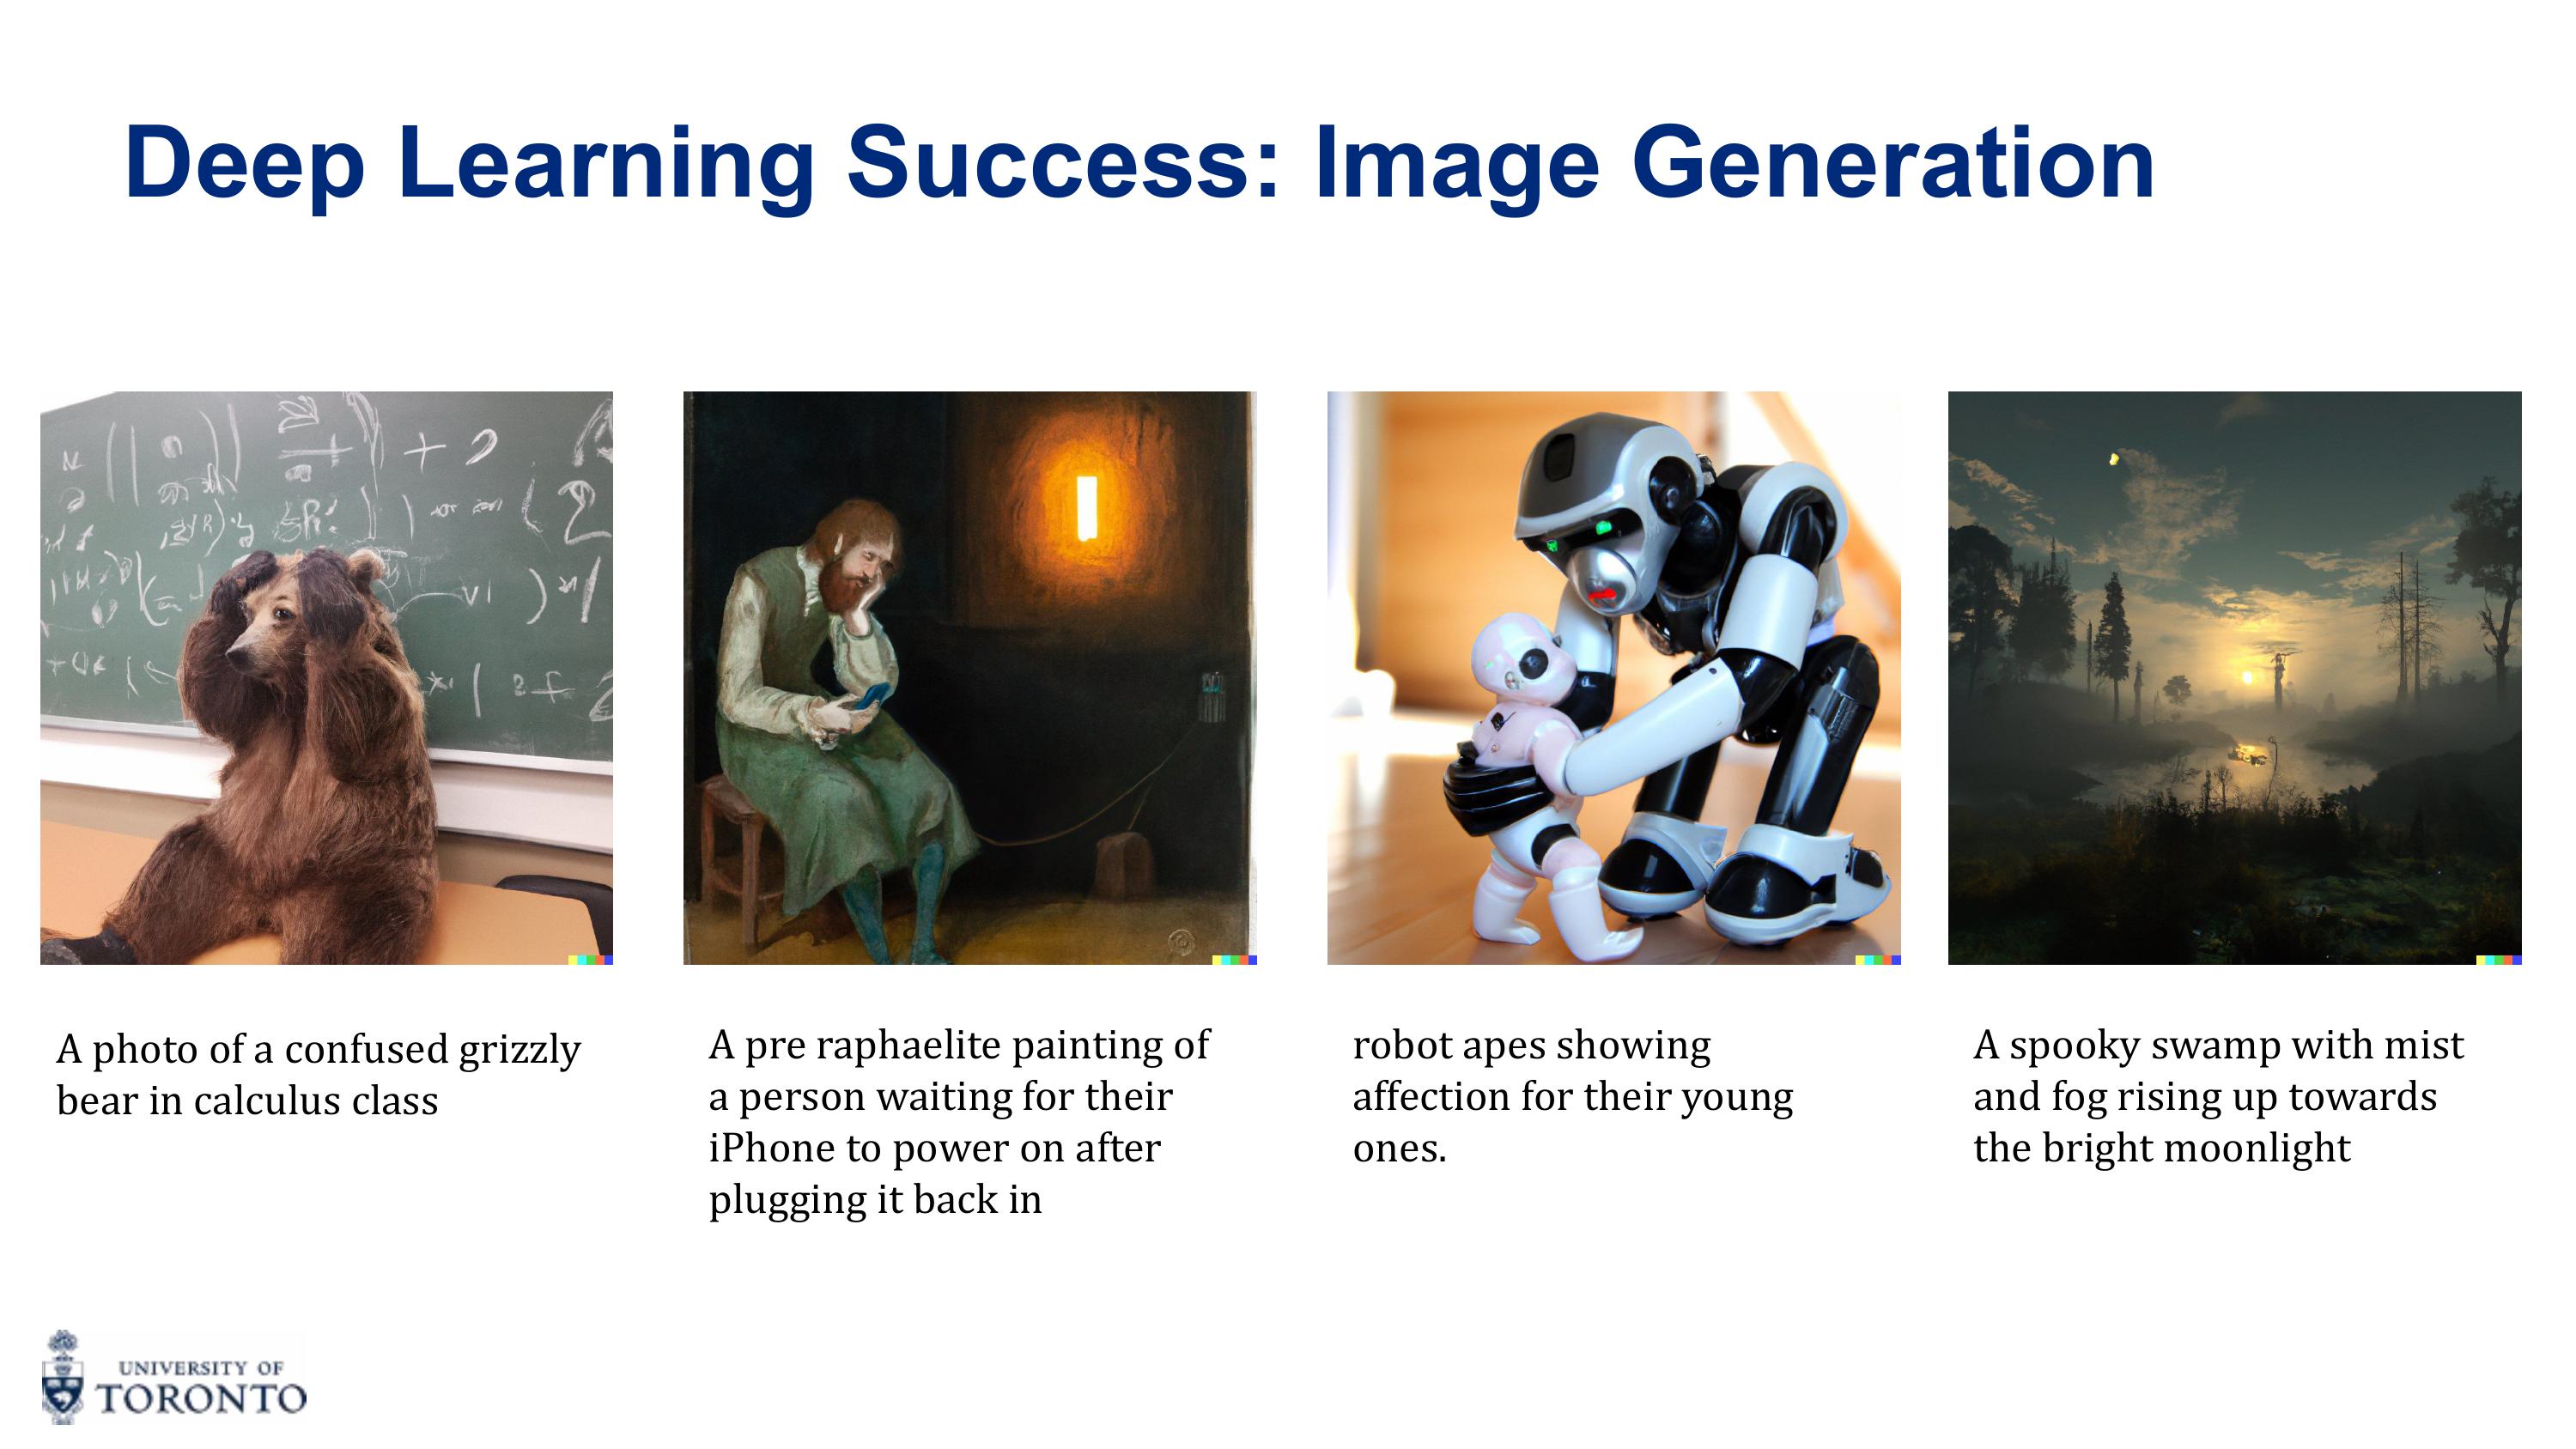 Deep Learning Success: Image Generation
A photo of a confused grizzly
bear in calculus class
A pre raphaelite painting of
a person waiting for their
iPhone to power on after
plugging it back in
robot apes showing
affection for their young
ones.
A spooky swamp with mist
and fog rising up towards
the bright moonlight
UNIVERSITY OF
TORONTO